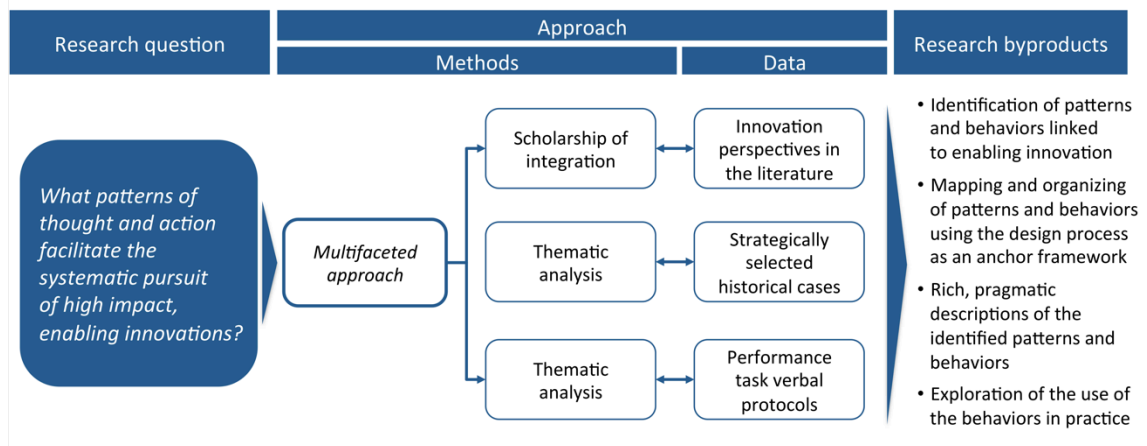 Research question
Approach
Research byproducts
Methods
Data
What patterns of
thought and action
facilitate the
systematic pursuit
of high impact,
enabling innovations?
Multifaceted
approach
Scholarship of
integration
Innovation
perspectives in
the literature
Thematic
analysis
Strategically
selected
historical cases
Thematic
analysis
Performance
task verbal
protocols
• Identification of patterns
and behaviors linked
to enabling innovation
• Mapping and organizing
of patterns and behaviors
using the design process
as an anchor framework
• Rich, pragmatic
descriptions of the
identified patterns and
behaviors
• Exploration of the use of
the behaviors in practice